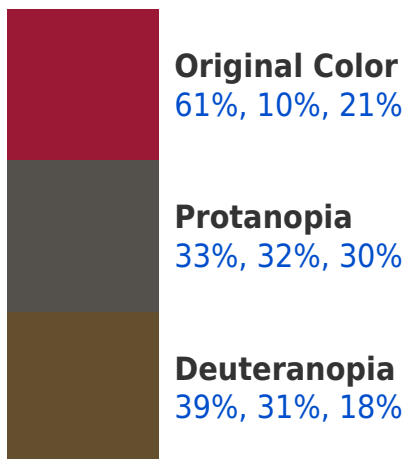 Original Color
61%, 10%, 21%
Protanopia
33%, 32%, 30%
Deuteranopia
39%, 31%, 18%